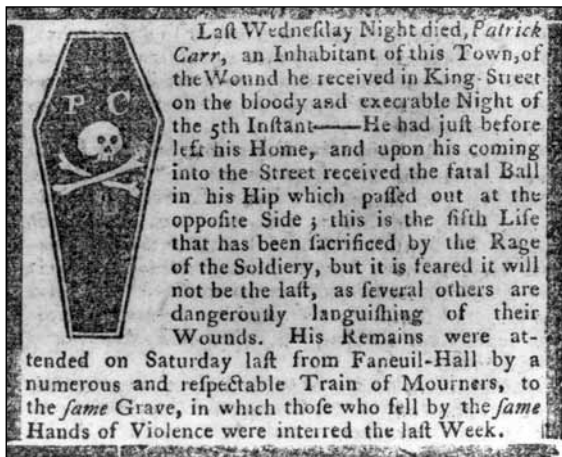 Laſt Wedneſday Night died, Patrick
Carr, an Inhabitant of this Town, of
the Wound he received in King-Street
on the bloody and execrable Night of
the 5th Inſtant——He had juſt before
left his Home, and upon his coming
into the Street received the fatal Ball
in his Hip which paſſed out at the
oppoſite Side ; this is the fifth Life
that has been ſacrificed by the Rage
of the Soldiery, but it is feared it will
not be the laſt, as ſeveral others are
dangerouſly languiſhing of their
Wounds. His Remains were at-
tended on Saturday laſt from Faneuil-Hall by a
numerous and reſpectable Train of Mourners, to
the ſame Grave, in which thoſe who fell by the ſame
Hands of Violence were interred the laſt Week.
P C